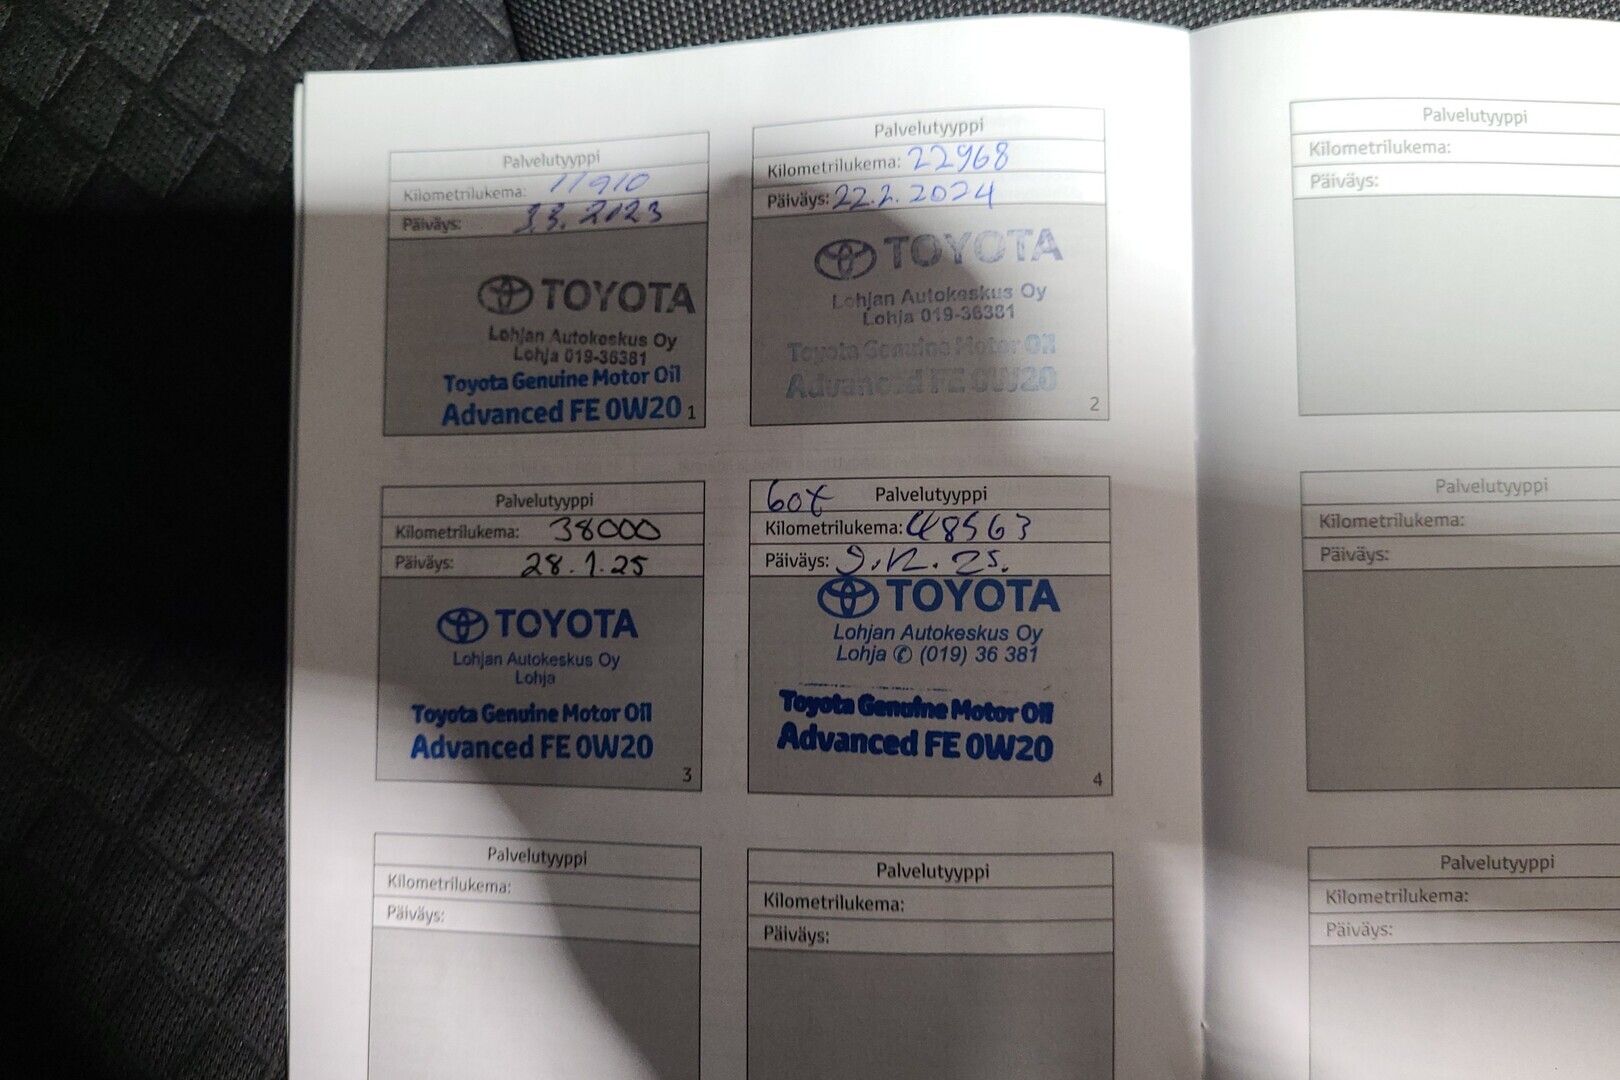 Palvelutyyppi
Kilometrilukema: 11910
Päiväys: 3.3.2023
TOYOTA
Lohjan Autokeskus Oy
Lohja 019-36381
Toyota Genuine Motor Oil
Advanced FE 0W20
1
Palvelutyyppi
Kilometrilukema: 22968
Päiväys: 22.2.2024
TOYOTA
Lohjan Autokeskus Oy
Lohja 019-36381
Toyota Genuine Motor Oil
Advanced FE 0W20
2
Palvelutyyppi
Kilometrilukema: 38000
Päiväys: 28.1.25
TOYOTA
Lohjan Autokeskus Oy
Lohja
Toyota Genuine Motor Oil
Advanced FE 0W20
3
60t Palvelutyyppi
Kilometrilukema: 48563
Päiväys: 9.12.25.
TOYOTA
Lohjan Autokeskus Oy
Lohja ✆ (019) 36 381
Toyota Genuine Motor Oil
Advanced FE 0W20
4
Palvelutyyppi
Kilometrilukema:
Päiväys:
Palvelutyyppi
Kilometrilukema:
Päiväys:
Palvelutyyppi
Kilometrilukema:
Päiväys:
Palvelutyyppi
Kilometrilukema:
Päiväys:
Palvelutyyppi
Kilometrilukema:
Päiväys: